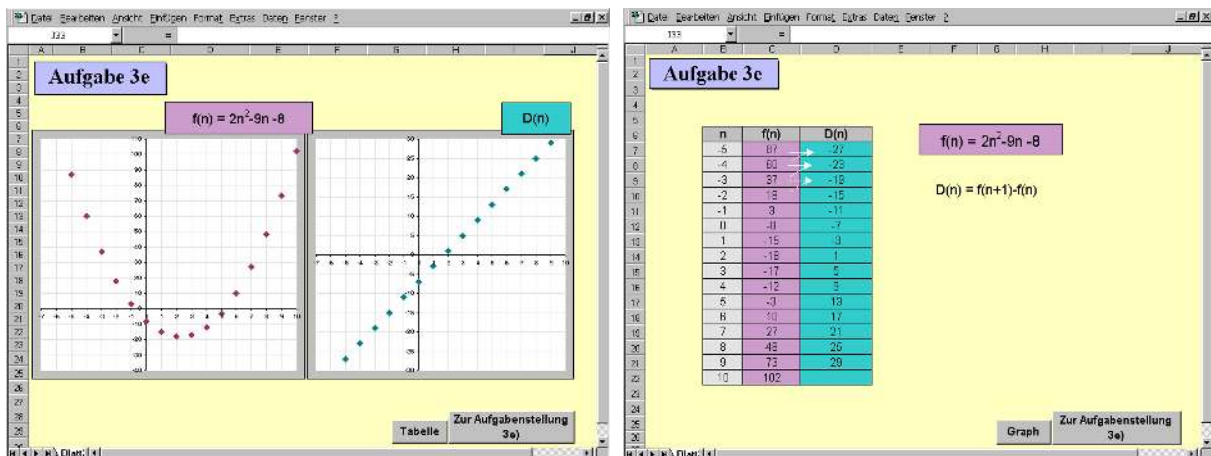 Datei Bearbeiten Ansicht Einfügen Format Extras Daten Fenster ?
J33 =
A B C D E F G H I J
Aufgabe 3e
f(n) = 2n²-9n -8
D(n)
Tabelle
Zur Aufgabenstellung
3e)
Datei Bearbeiten Ansicht Einfügen Format Extras Daten Fenster ?
J33 =
A B C D E F G H I J
Aufgabe 3e
n f(n) D(n)
-5 87 -27
-4 60 -23
-3 37 -19
-2 18 -15
-1 3 -11
0 -8 -7
1 -15 -3
2 -18 1
3 -17 5
4 -12 9
5 -3 13
6 10 17
7 27 21
8 48 25
9 73 29
10 102
f(n) = 2n²-9n -8
D(n) = f(n+1)-f(n)
Graph
Zur Aufgabenstellung
3e)